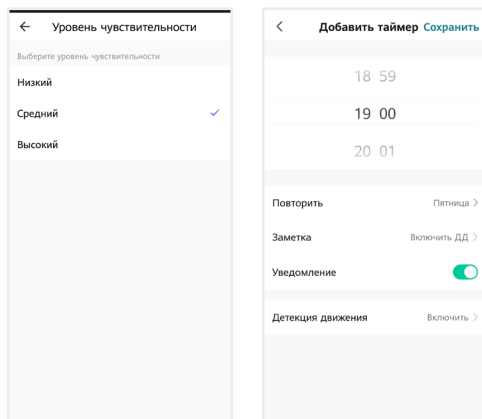 Уровень чувствительности
Выберите уровень чувствительности
Низкий
Средний
Высокий
Добавить таймер Сохранить
18 59
19 00
20 01
Повторить Пятница
Заметка Включить ДД
Уведомление
Детекция движения Включить